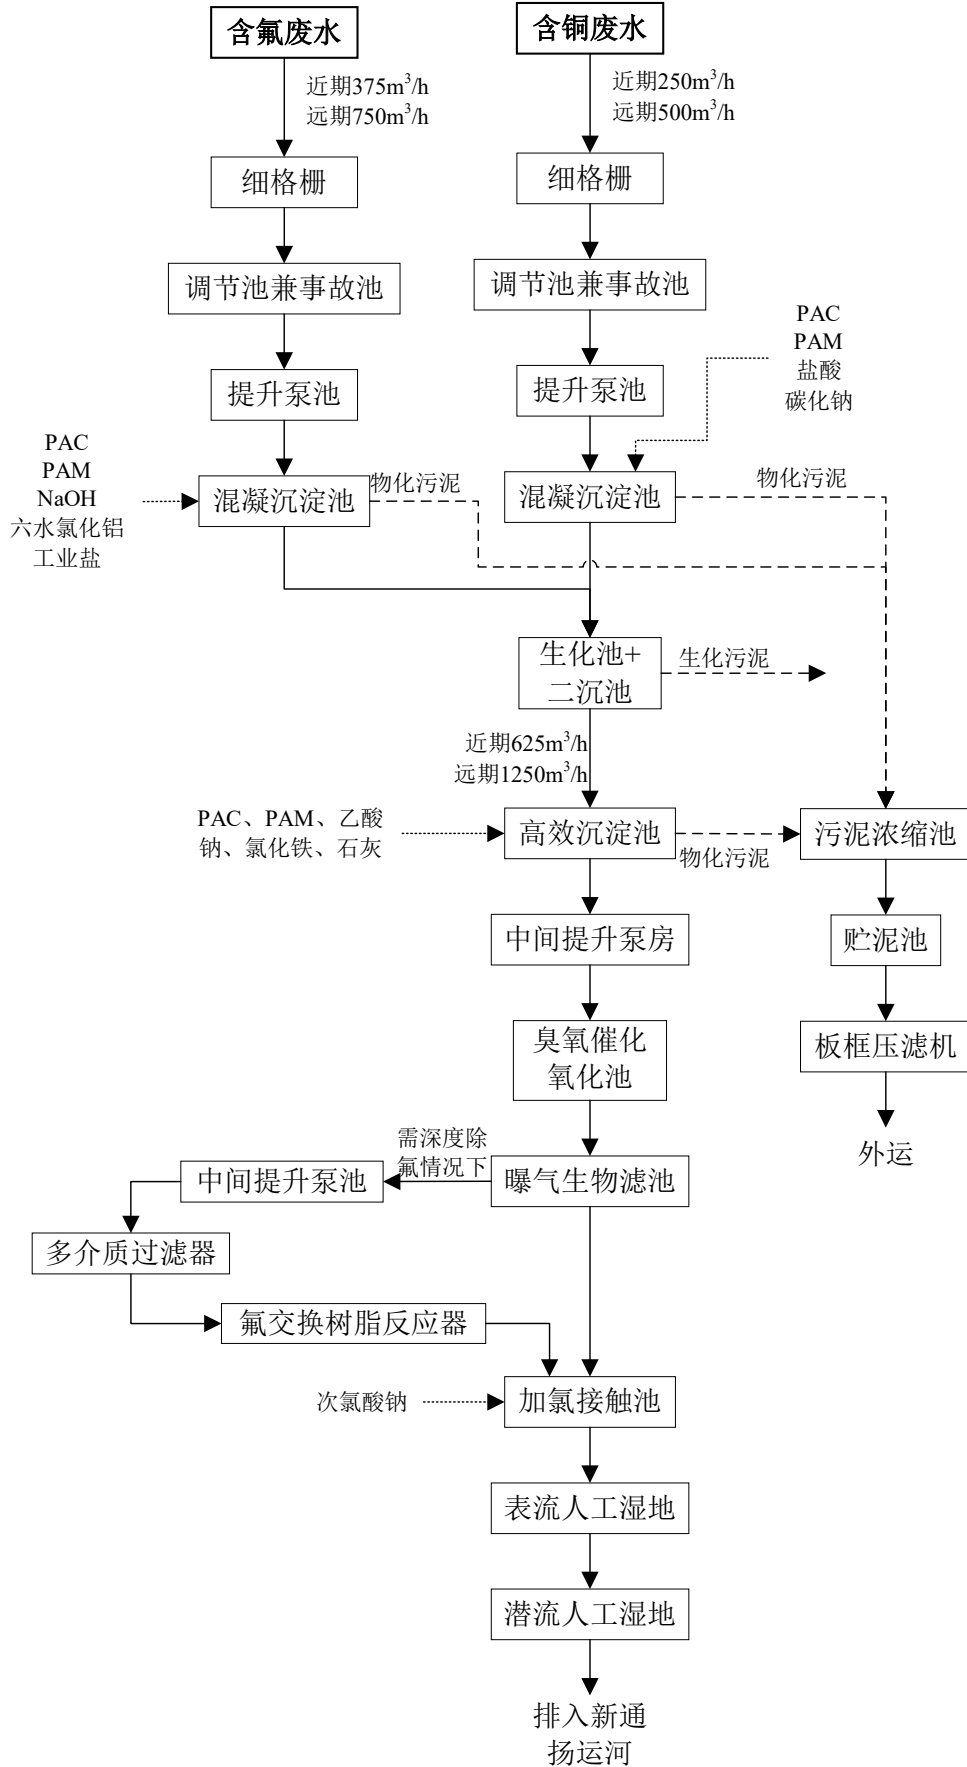 含氟废水
含铜废水
近期375m³/h
远期750m³/h
近期250m³/h
远期500m³/h
细格栅
细格栅
调节池兼事故池
调节池兼事故池
PAC
PAM
盐酸
碳化钠
提升泵池
提升泵池
PAC
PAM
NaOH
六水氯化铝
工业盐
混凝沉淀池
物化污泥
混凝沉淀池
物化污泥
生化池+
二沉池
生化污泥
近期625m³/h
远期1250m³/h
PAC、PAM、乙酸
钠、氯化铁、石灰
高效沉淀池
物化污泥
污泥浓缩池
中间提升泵房
贮泥池
臭氧催化
氧化池
板框压滤机
外运
需深度除
氟情况下
中间提升泵池
曝气生物滤池
多介质过滤器
氟交换树脂反应器
次氯酸钠
加氯接触池
表流人工湿地
潜流人工湿地
排入新通
扬运河